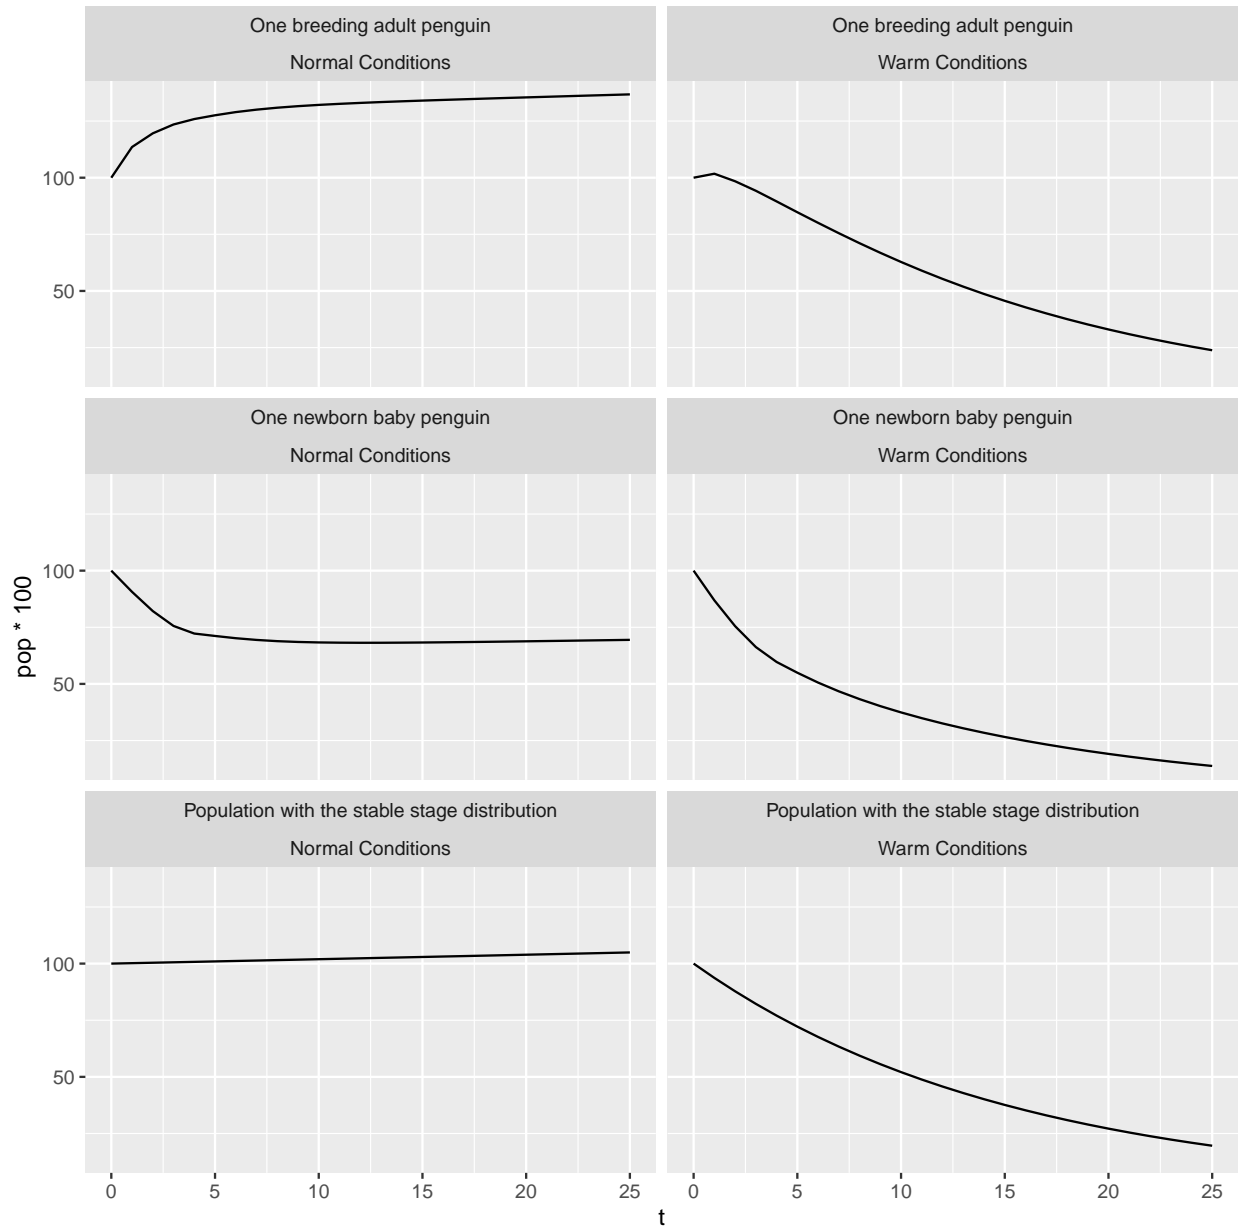 One breeding adult penguin
Normal Conditions
One breeding adult penguin
Warm Conditions
100
50
One newborn baby penguin
Normal Conditions
One newborn baby penguin
Warm Conditions
100
50
pop * 100
Population with the stable stage distribution
Normal Conditions
Population with the stable stage distribution
Warm Conditions
100
50
0 5 10 15 20 25 0 5 10 15 20 25
t